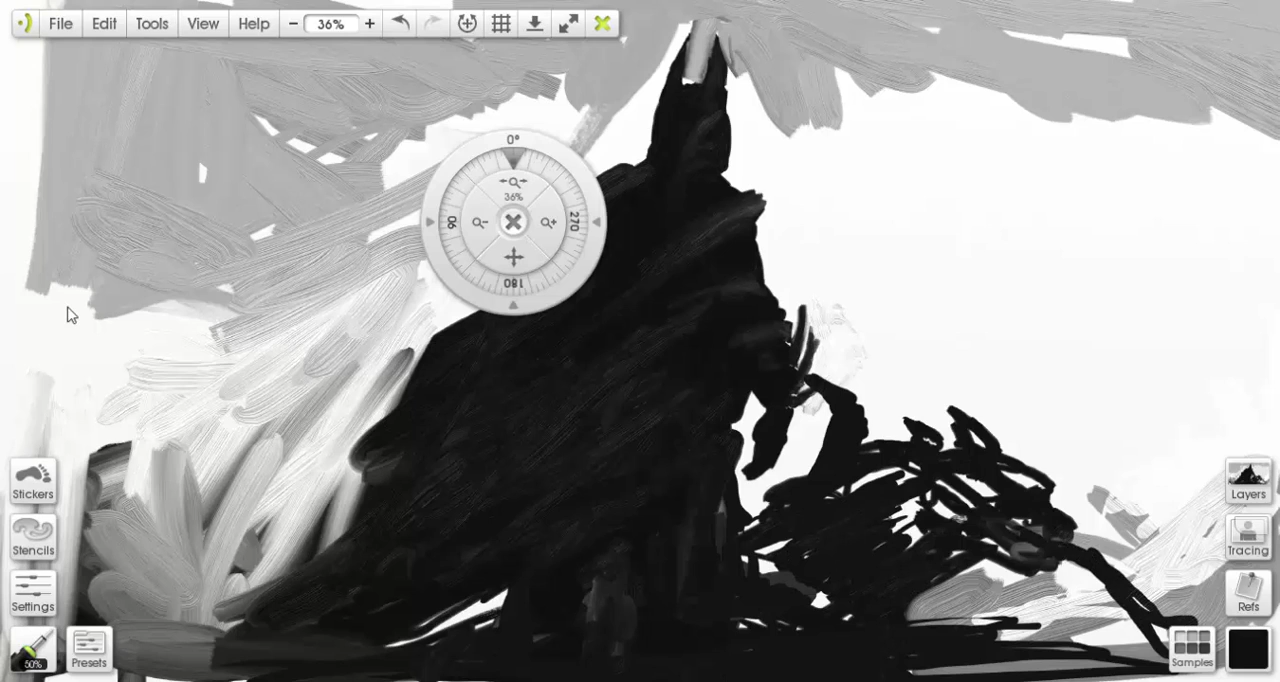 File Edit Tools View Help − 36% +
0°
36%
90
270
180
Stickers
Stencils
Settings
50%
Presets
Layers
Tracing
Refs
Samples